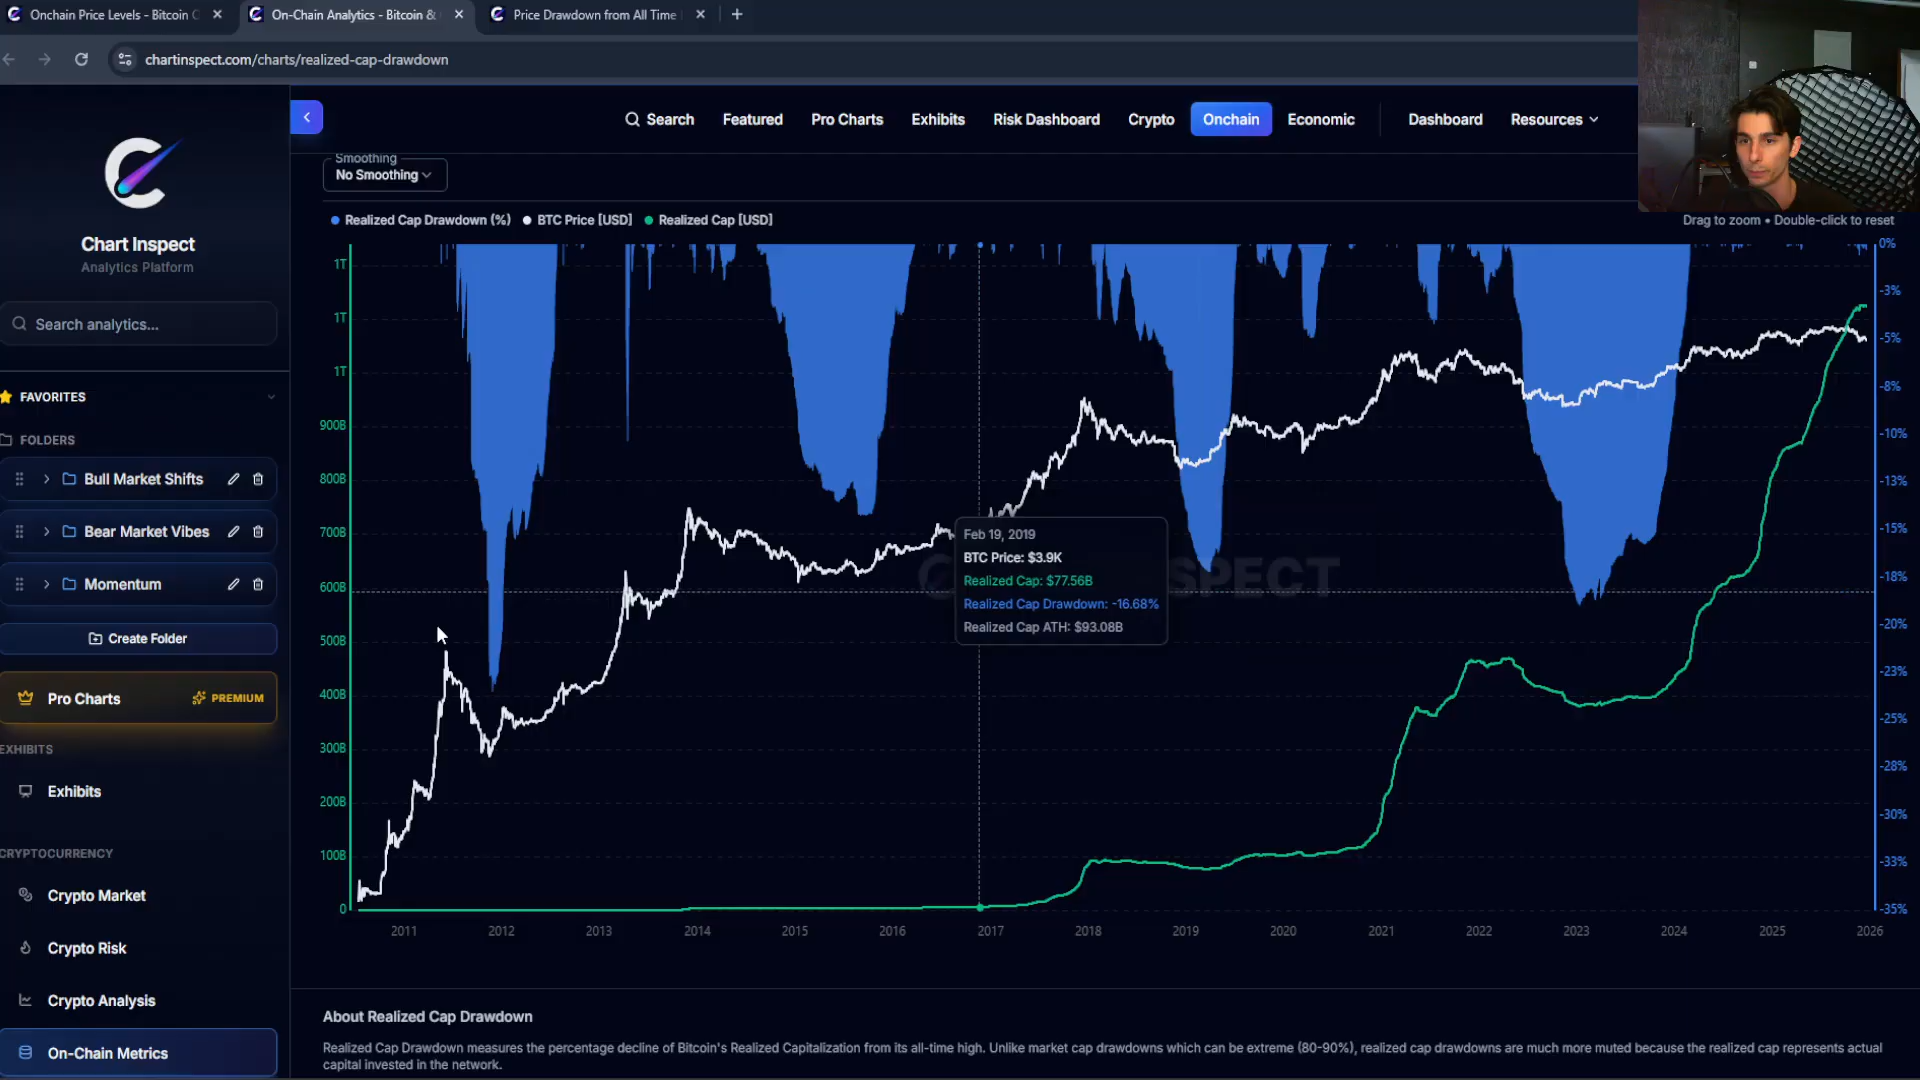 Onchain Price Levels - Bitcoin
On-Chain Analytics - Bitcoin &
Price Drawdown from All Time
chartinspect.com/charts/realized-cap-drawdown
Search
Featured
Pro Charts
Exhibits
Risk Dashboard
Crypto
Onchain
Economic
Dashboard
Resources
Chart Inspect
Analytics Platform
Search analytics...
FAVORITES
FOLDERS
Bull Market Shifts
Bear Market Vibes
Momentum
Create Folder
Pro Charts
PREMIUM
EXHIBITS
Exhibits
CRYPTOCURRENCY
Crypto Market
Crypto Risk
Crypto Analysis
On-Chain Metrics
Smoothing
No Smoothing
Realized Cap Drawdown (%)
BTC Price [USD]
Realized Cap [USD]
Drag to zoom • Double-click to reset
1T
1T
1T
900B
800B
700B
600B
500B
400B
300B
200B
100B
0
Feb 19, 2019
BTC Price: $3.9K
Realized Cap: $77.56B
Realized Cap Drawdown: -16.68%
Realized Cap ATH: $93.08B
SPECT
0%
-3%
-5%
-8%
-10%
-13%
-15%
-18%
-20%
-23%
-25%
-28%
-30%
-33%
-35%
2011
2012
2013
2014
2015
2016
2017
2018
2019
2020
2021
2022
2023
2024
2025
2026
About Realized Cap Drawdown
Realized Cap Drawdown measures the percentage decline of Bitcoin's Realized Capitalization from its all-time high. Unlike market cap drawdowns which can be extreme (80-90%), realized cap drawdowns are much more muted because the realized cap represents actual
capital invested in the network.